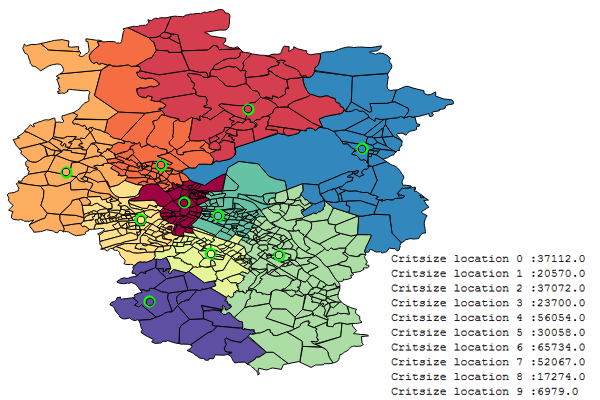 Critsize location 0 :37112.0
Critsize location 1 :20570.0
Critsize location 2 :37072.0
Critsize location 3 :23700.0
Critsize location 4 :56054.0
Critsize location 5 :30058.0
Critsize location 6 :65734.0
Critsize location 7 :52067.0
Critsize location 8 :17274.0
Critsize location 9 :6979.0